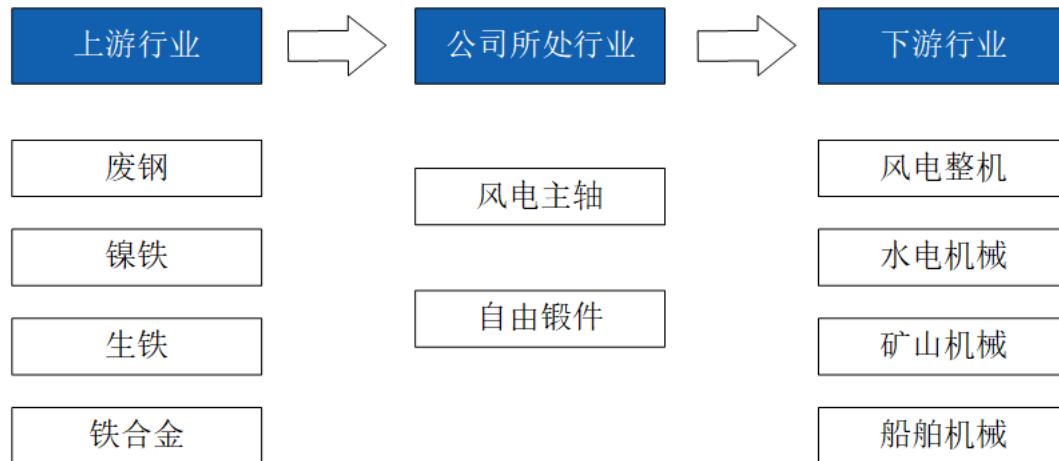 上游行业
公司所处行业
下游行业
废钢
镍铁
生铁
铁合金
风电主轴
自由锻件
风电整机
水电机械
矿山机械
船舶机械